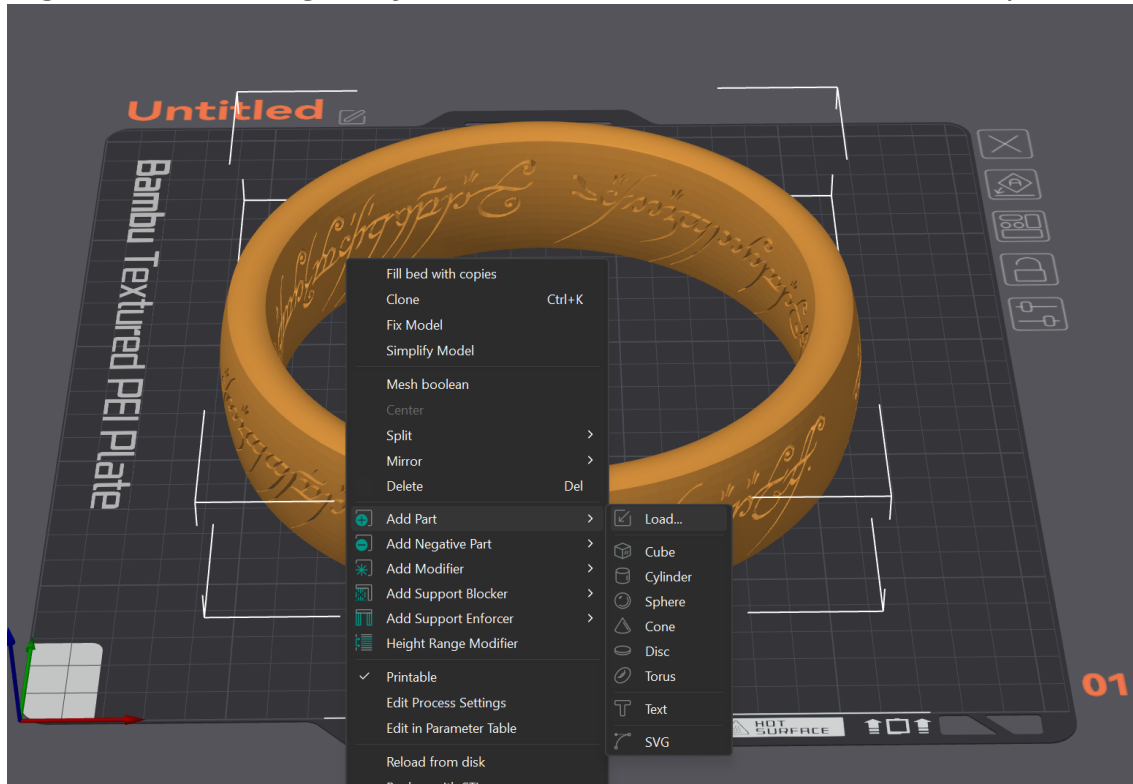 Untitled
Bambu Textured PEI Plate
Fill bed with copies
Clone Ctrl+K
Fix Model
Simplify Model
Mesh boolean
Center
Split
Mirror
Delete Del
Add Part
Add Negative Part
Add Modifier
Add Support Blocker
Add Support Enforcer
Height Range Modifier
Printable
Edit Process Settings
Edit in Parameter Table
Reload from disk
Load...
Cube
Cylinder
Sphere
Cone
Disc
Torus
Text
SVG
HOT
SURFACE
01